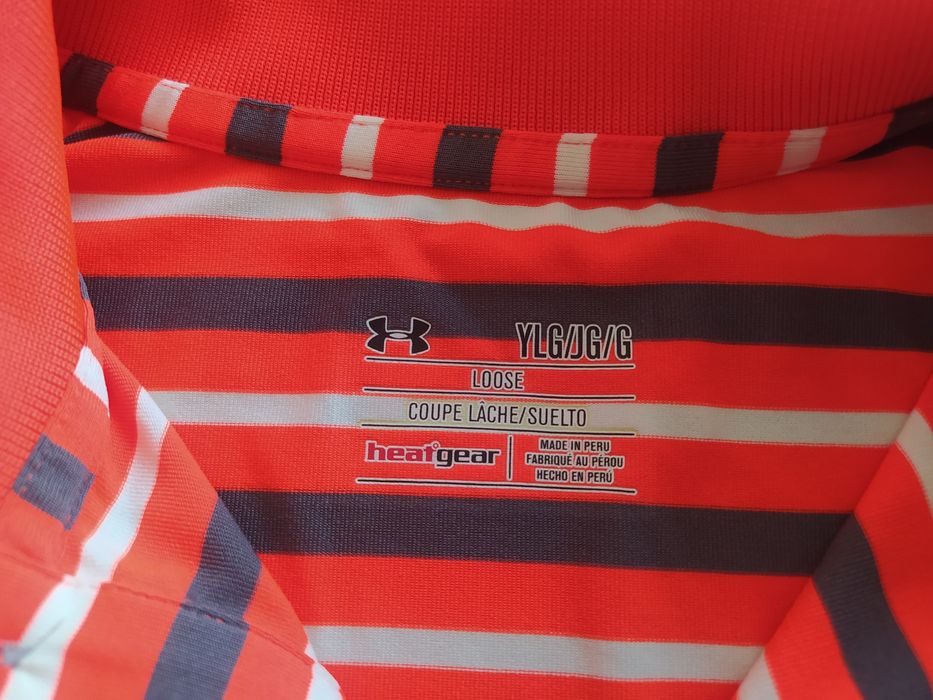 YLG/JG/G
LOOSE
COUPE LÂCHE/SUELTO
heatgear
MADE IN PERU
FABRIQUÉ AU PÉROU
HECHO EN PERÚ